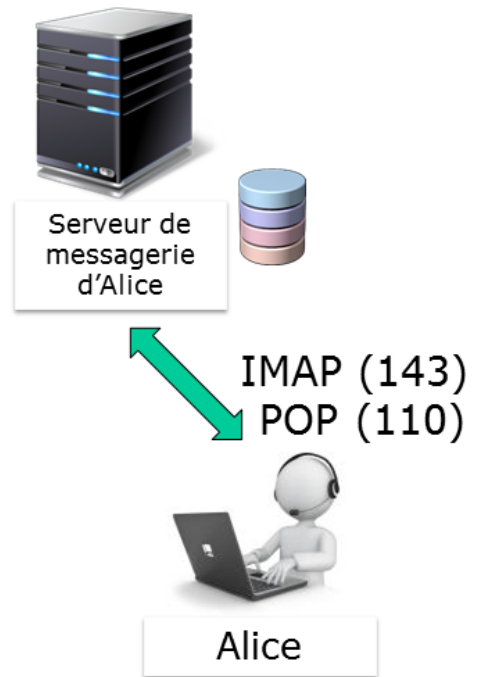 Serveur de
messagerie
d’Alice
IMAP (143)
POP (110)
Alice